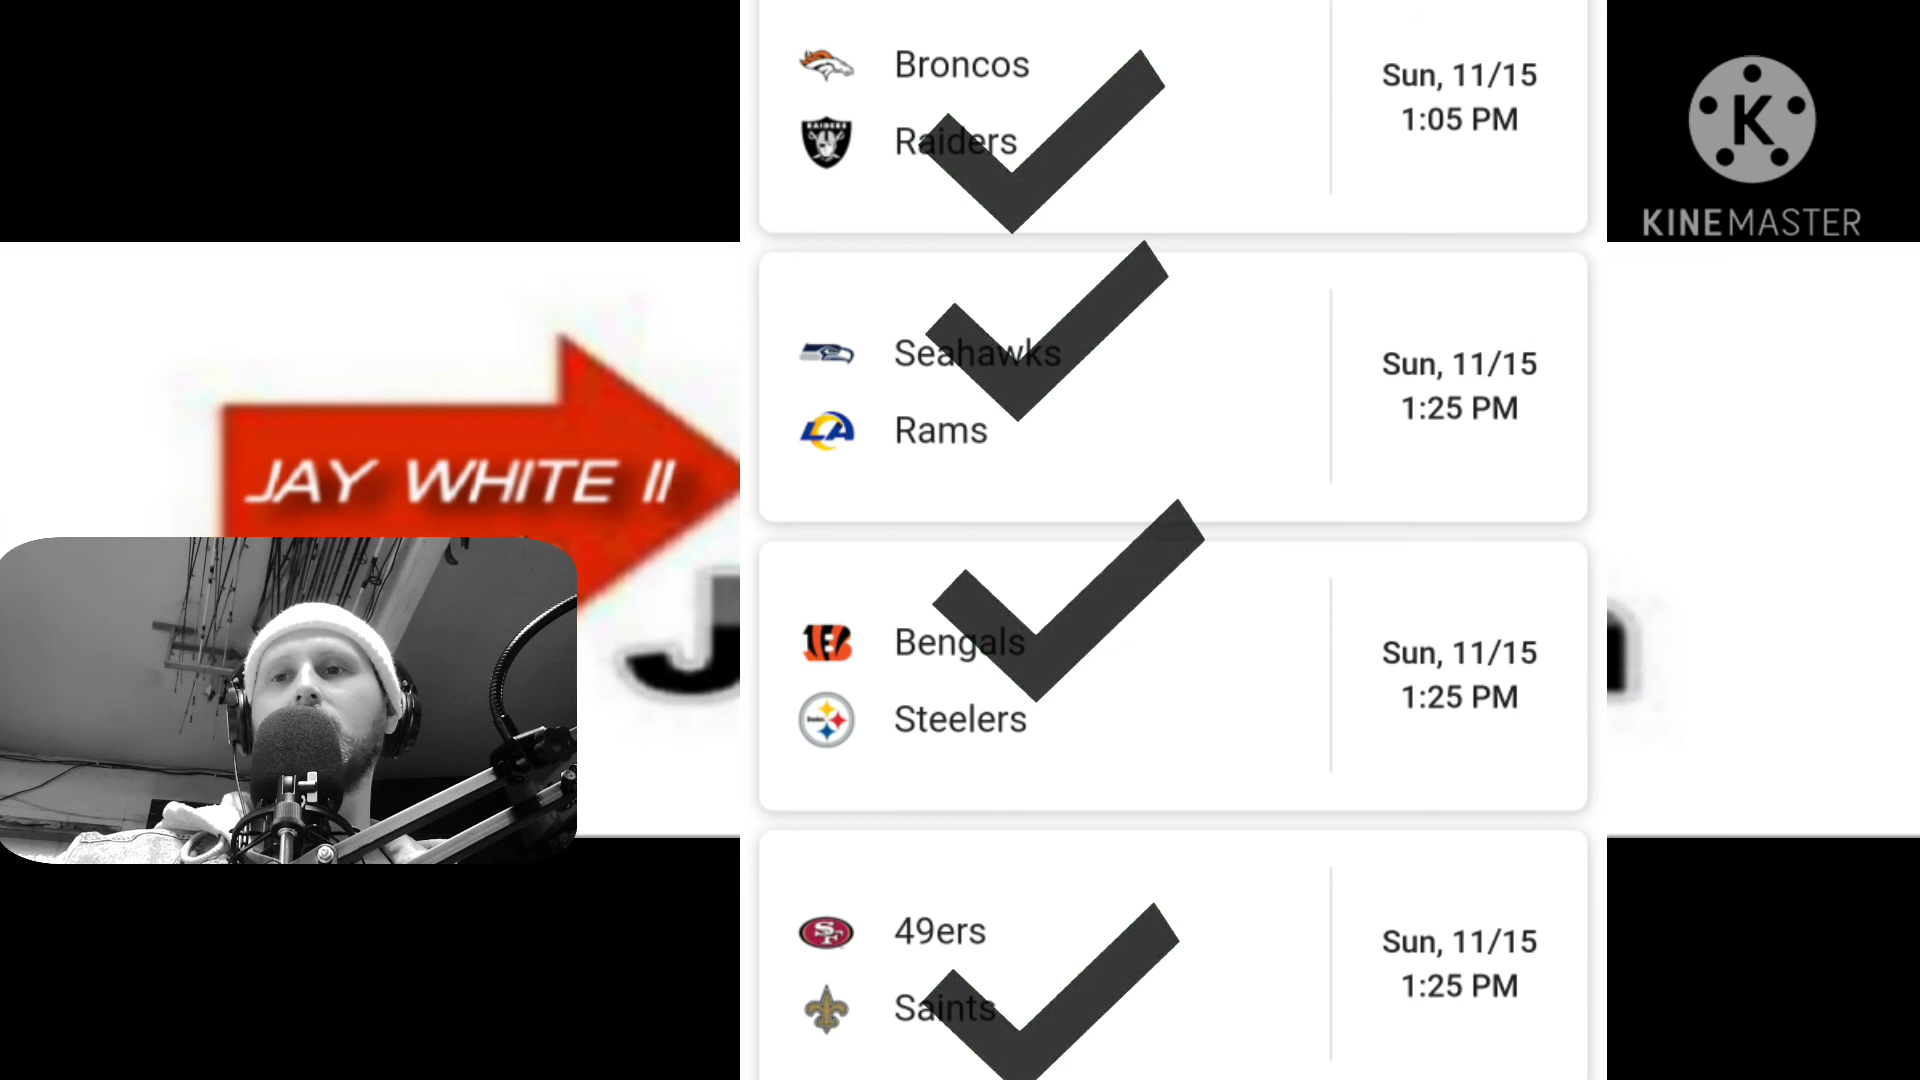 Broncos
Raiders
Sun, 11/15
1:05 PM
KINEMASTER
Seahawks
Rams
Sun, 11/15
1:25 PM
JAY WHITE II
J
Bengals
Steelers
Sun, 11/15
1:25 PM
49ers
Saints
Sun, 11/15
1:25 PM